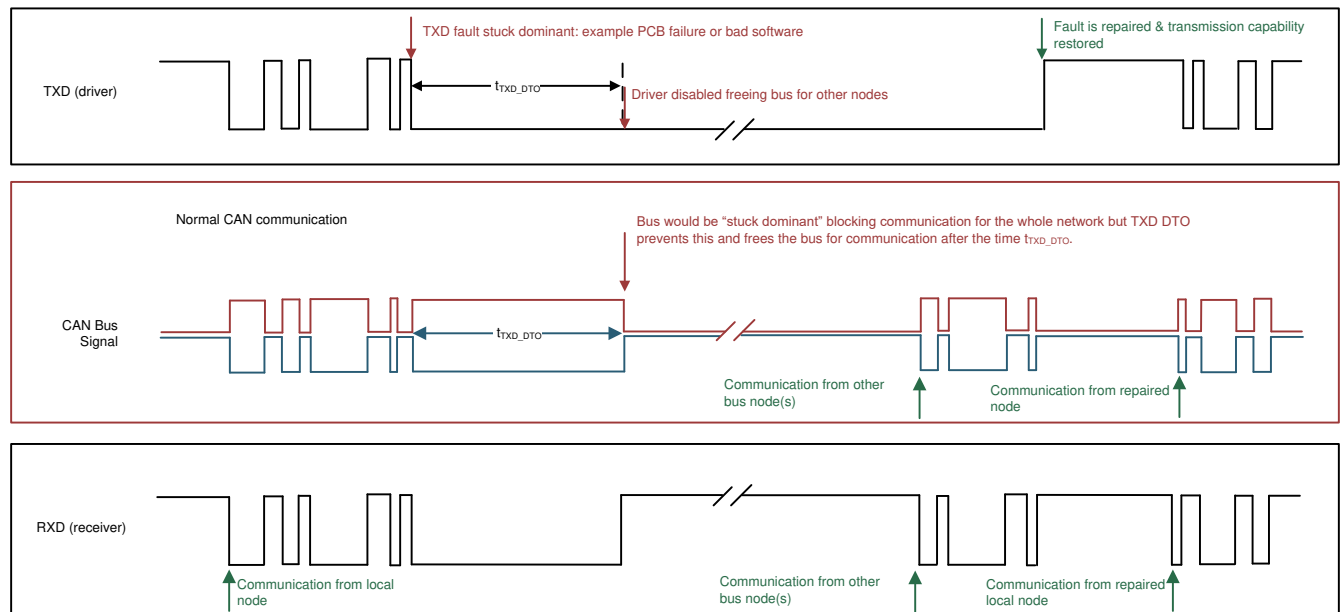 TXD fault stuck dominant: example PCB failure or bad software
Fault is repaired & transmission capability
restored
TXD (driver)
tTXD_DTO
Driver disabled freeing bus for other nodes
Normal CAN communication
Bus would be “stuck dominant” blocking communication for the whole network but TXD DTO
prevents this and frees the bus for communication after the time tTXD_DTO.
CAN Bus
Signal
tTXD_DTO
Communication from other
bus node(s)
Communication from repaired
node
RXD (receiver)
Communication from local
node
Communication from other
bus node(s)
Communication from repaired
local node